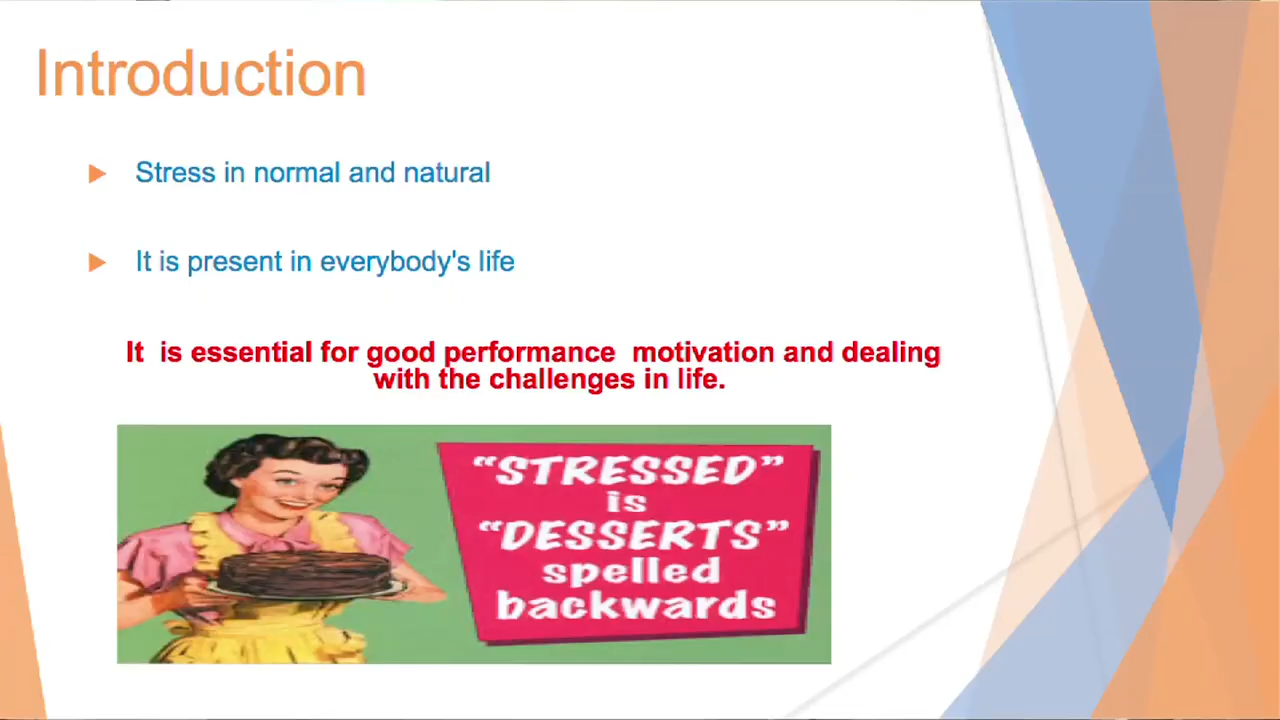 Introduction
Stress in normal and natural
It is present in everybody's life
It is essential for good performance motivation and dealing
with the challenges in life.
“STRESSED”
is
“DESSERTS”
spelled
backwards